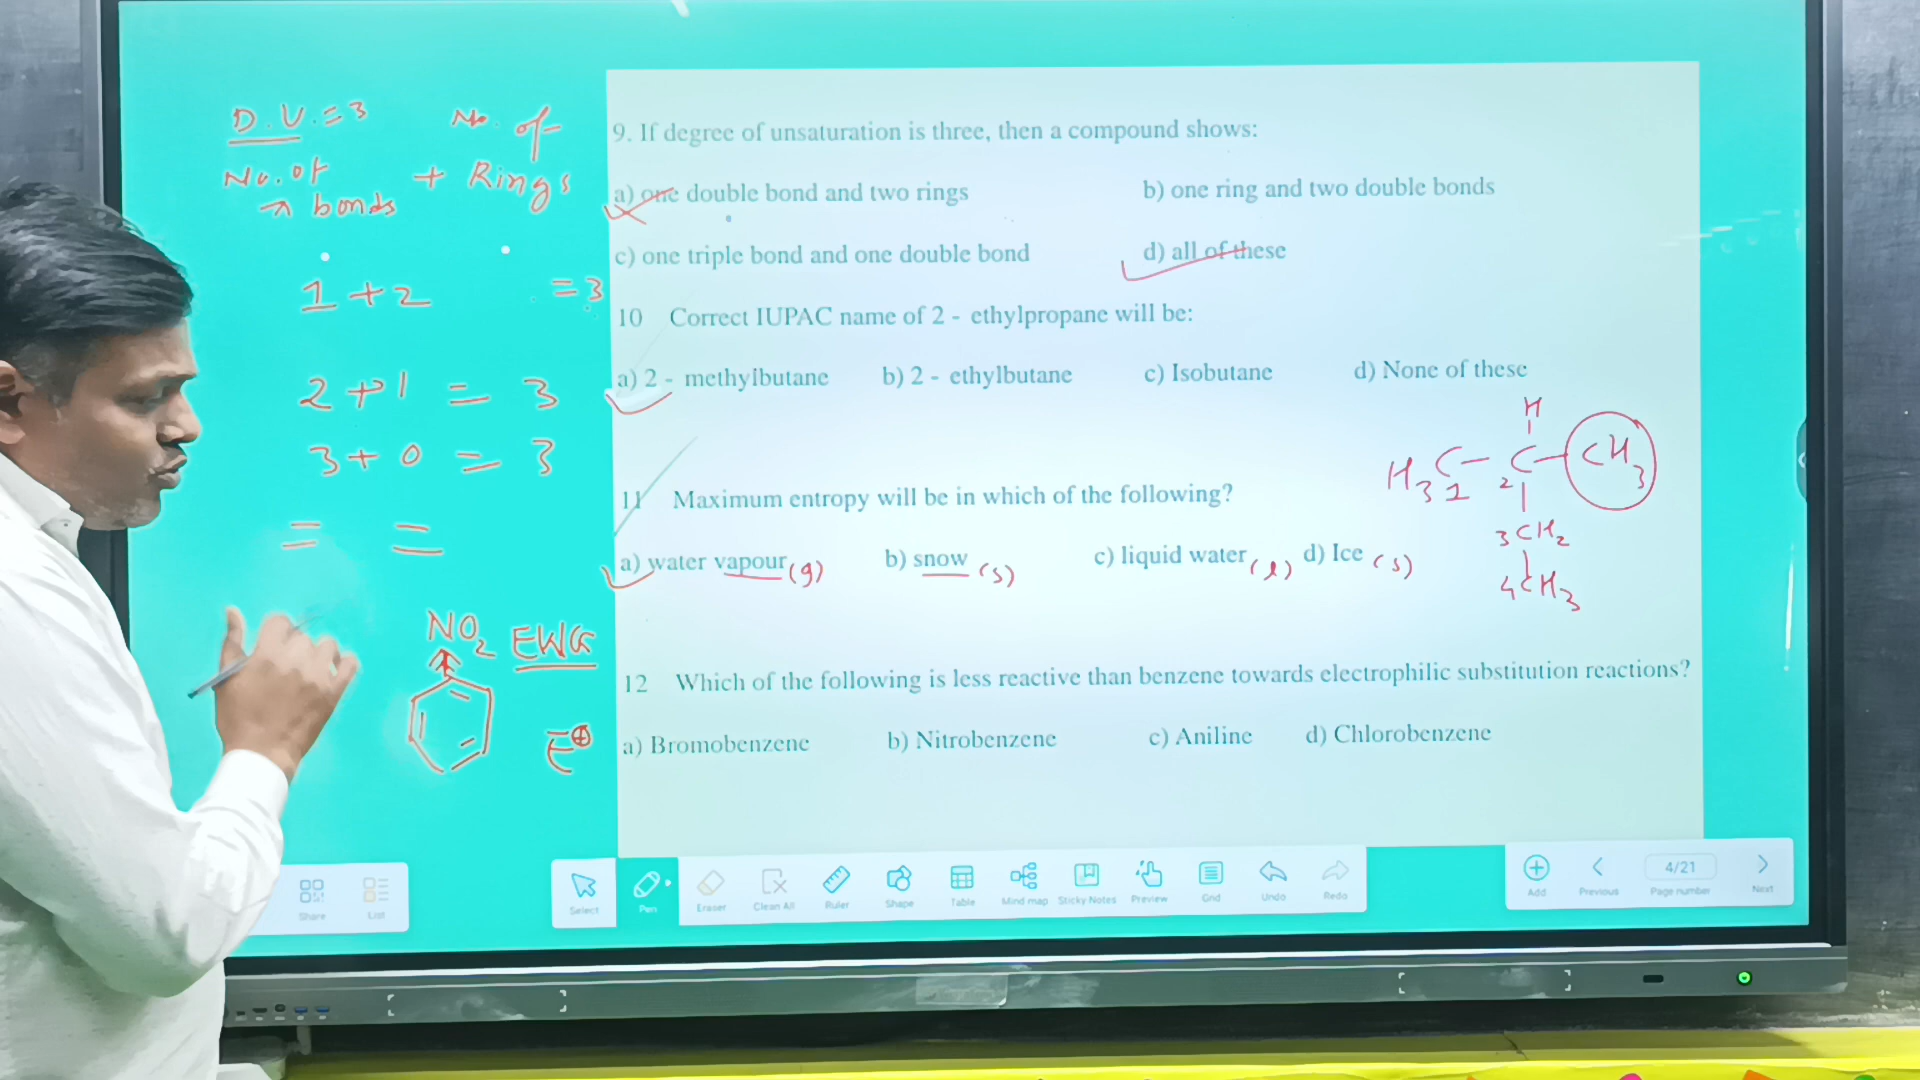 D.U. = 3
No. of π bonds + No. of Rings
1 + 2 = 3
2 + 1 = 3
3 + 0 = 3
= =
NO2 EWG
E⊕
9. If degree of unsaturation is three, then a compound shows:
a) one double bond and two rings b) one ring and two double bonds
c) one triple bond and one double bond d) all of these
10 Correct IUPAC name of 2 - ethylpropane will be:
a) 2 - methylbutane b) 2 - ethylbutane c) Isobutane d) None of these
H
H3C - C - CH3
1 2
3CH2
4CH3
11 Maximum entropy will be in which of the following?
a) water vapour (g) b) snow (s) c) liquid water (l) d) Ice (s)
12 Which of the following is less reactive than benzene towards electrophilic substitution reactions?
a) Bromobenzene b) Nitrobenzene c) Aniline d) Chlorobenzene
Share List
Select Pen Eraser Clean All Ruler Shape Table Mind map Sticky Notes Preview Grid Undo Redo
4/21
Add Previous Page number Next